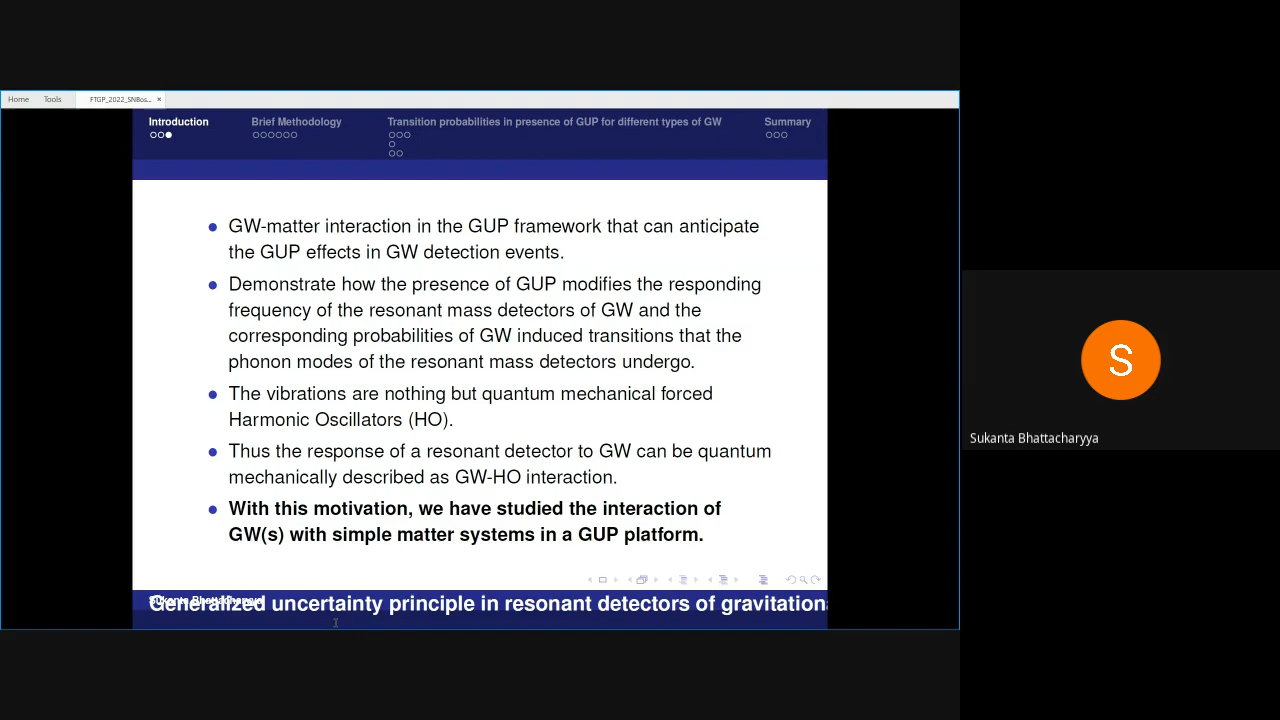 Home Tools FTGP_2022_SNBos... ×
Introduction Brief Methodology Transition probabilities in presence of GUP for different types of GW Summary
GW-matter interaction in the GUP framework that can anticipate
the GUP effects in GW detection events.
Demonstrate how the presence of GUP modifies the responding
frequency of the resonant mass detectors of GW and the
corresponding probabilities of GW induced transitions that the
phonon modes of the resonant mass detectors undergo.
The vibrations are nothing but quantum mechanical forced
Harmonic Oscillators (HO).
Thus the response of a resonant detector to GW can be quantum
mechanically described as GW-HO interaction.
With this motivation, we have studied the interaction of
GW(s) with simple matter systems in a GUP platform.
Sukanta Bhattacharyya
Generalized uncertainty principle in resonant detectors of gravitationa
S
Sukanta Bhattacharyya